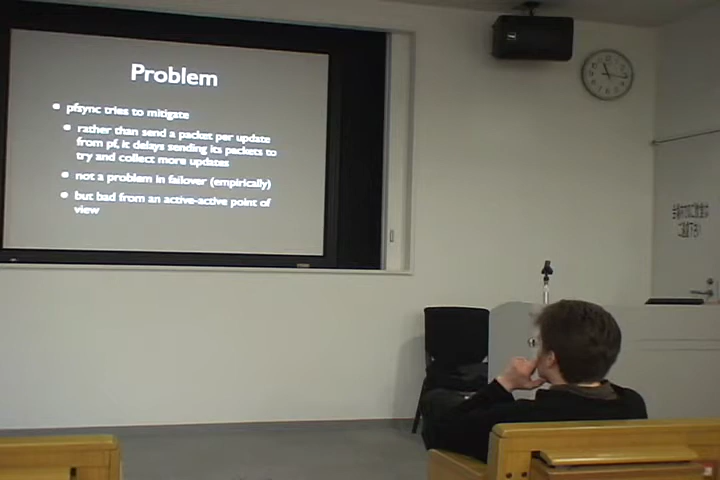 Problem
pfsync tries to mitigate
rather than send a packet per update
from pf, it delays sending its packets to
try and collect more updates
not a problem in failover (empirically)
but bad from an active-active point of
view